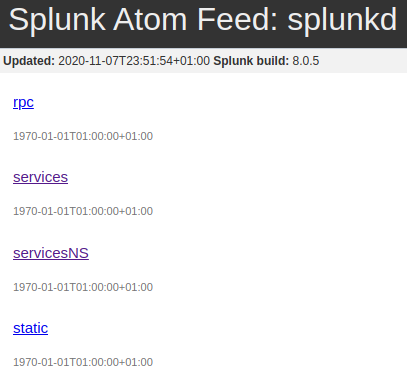 Splunk Atom Feed: splunkd
Updated: 2020-11-07T23:51:54+01:00 Splunk build: 8.0.5
rpc
1970-01-01T01:00:00+01:00
services
1970-01-01T01:00:00+01:00
servicesNS
1970-01-01T01:00:00+01:00
static
1970-01-01T01:00:00+01:00